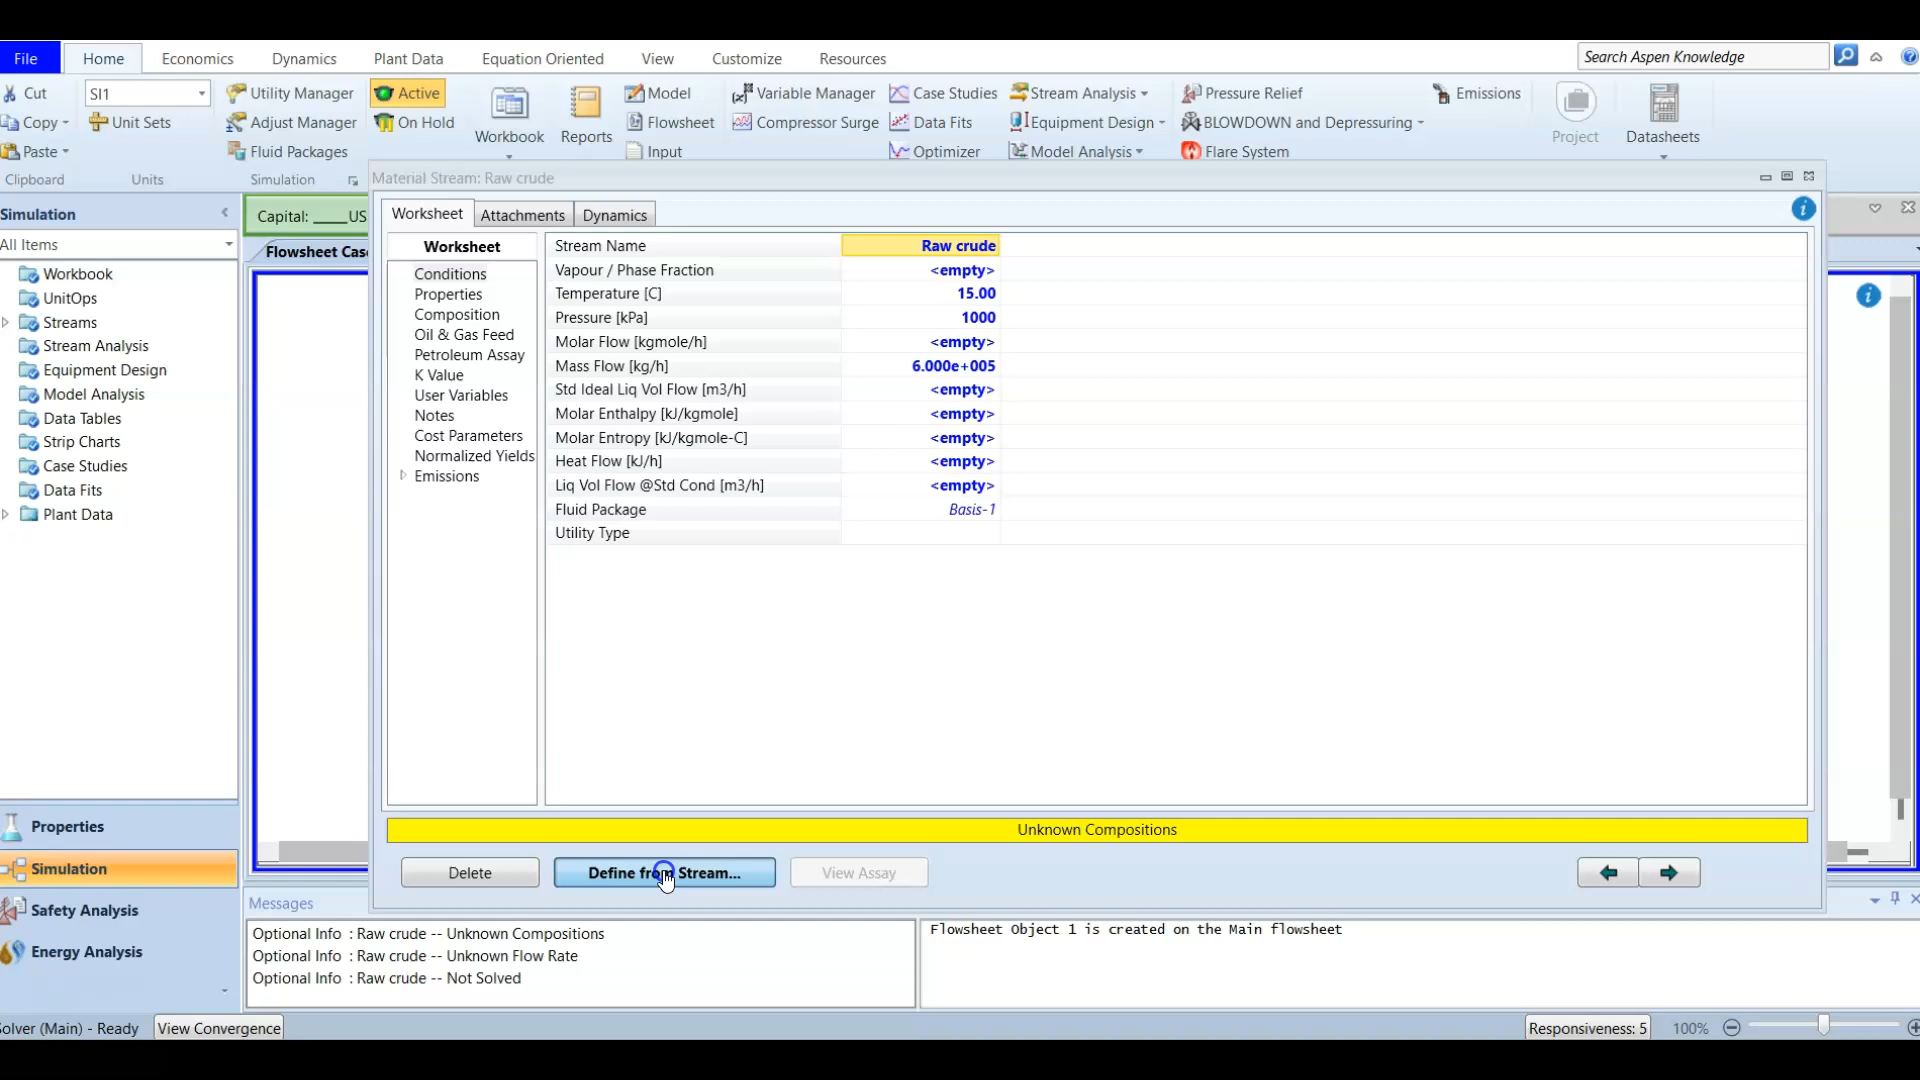 File Home Economics Dynamics Plant Data Equation Oriented View Customize Resources Search Aspen Knowledge
Cut SI1 Utility Manager Active Model Variable Manager Case Studies Stream Analysis Pressure Relief Emissions
Copy Unit Sets Adjust Manager On Hold Workbook Reports Flowsheet Compressor Surge Data Fits Equipment Design BLOWDOWN and Depressuring Project Datasheets
Paste Fluid Packages Input Optimizer Model Analysis Flare System
Clipboard Units Simulation Material Stream: Raw crude
Simulation Capital: ____US Worksheet Attachments Dynamics
All Items Flowsheet Cas
Workbook
UnitOps
Streams
Stream Analysis
Equipment Design
Model Analysis
Data Tables
Strip Charts
Case Studies
Data Fits
Plant Data
Worksheet
Conditions
Properties
Composition
Oil & Gas Feed
Petroleum Assay
K Value
User Variables
Notes
Cost Parameters
Normalized Yields
Emissions
Stream Name Raw crude
Vapour / Phase Fraction <empty>
Temperature [C] 15.00
Pressure [kPa] 1000
Molar Flow [kgmole/h] <empty>
Mass Flow [kg/h] 6.000e+005
Std Ideal Liq Vol Flow [m3/h] <empty>
Molar Enthalpy [kJ/kgmole] <empty>
Molar Entropy [kJ/kgmole-C] <empty>
Heat Flow [kJ/h] <empty>
Liq Vol Flow @Std Cond [m3/h] <empty>
Fluid Package Basis-1
Utility Type
Unknown Compositions
Delete Define from Stream... View Assay
Properties
Simulation
Safety Analysis
Energy Analysis
Messages
Optional Info : Raw crude -- Unknown Compositions
Optional Info : Raw crude -- Unknown Flow Rate
Optional Info : Raw crude -- Not Solved
Flowsheet Object 1 is created on the Main flowsheet
Solver (Main) - Ready View Convergence Responsiveness: 5 100%